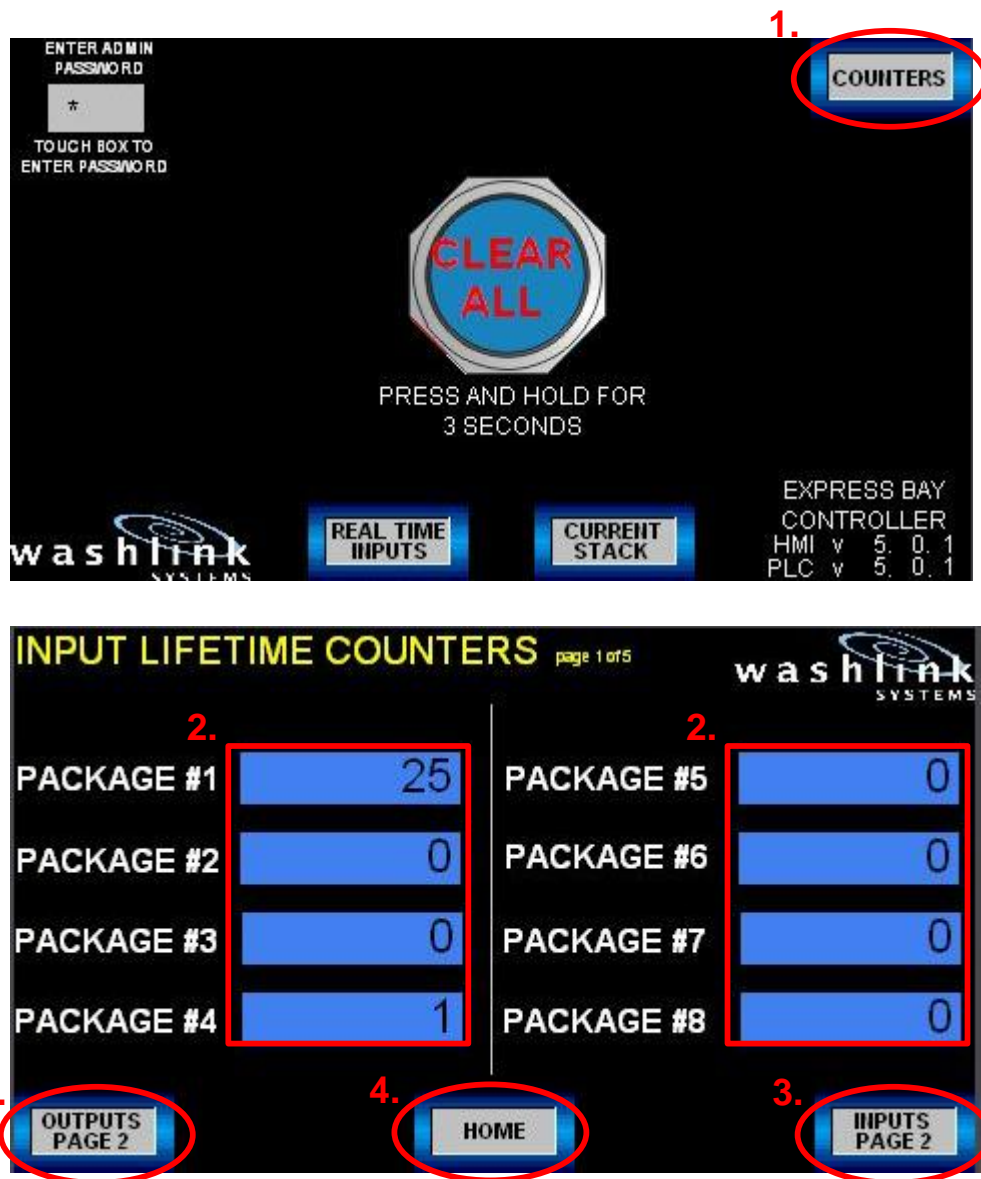 1.
ENTER ADMIN
PASSWORD
*
TOUCH BOX TO
ENTER PASSWORD
COUNTERS
CLEAR
ALL
PRESS AND HOLD FOR
3 SECONDS
washlink
SYSTEMS
REAL TIME
INPUTS
CURRENT
STACK
EXPRESS BAY
CONTROLLER
HMI v 5. 0. 1
PLC v 5. 0. 1
INPUT LIFETIME COUNTERS page 1 of 5
washlink
SYSTEMS
2. 2.
PACKAGE #1 25 PACKAGE #5 0
PACKAGE #2 0 PACKAGE #6 0
PACKAGE #3 0 PACKAGE #7 0
PACKAGE #4 1 PACKAGE #8 0
4. 3.
OUTPUTS
PAGE 2
HOME
INPUTS
PAGE 2